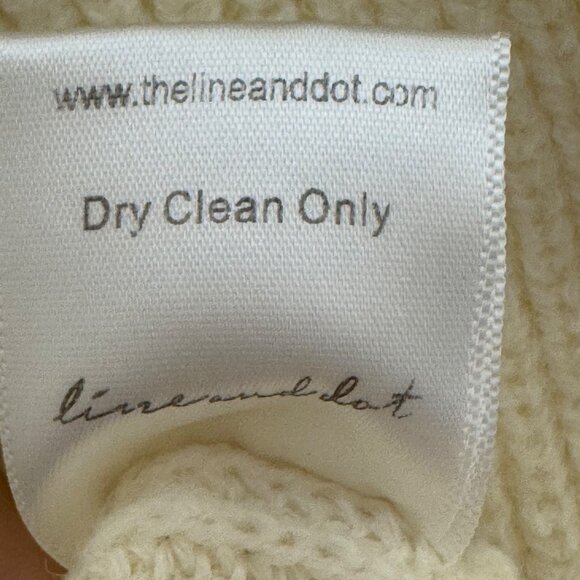 www.thelineanddot.com
Dry Clean Only
line and dot